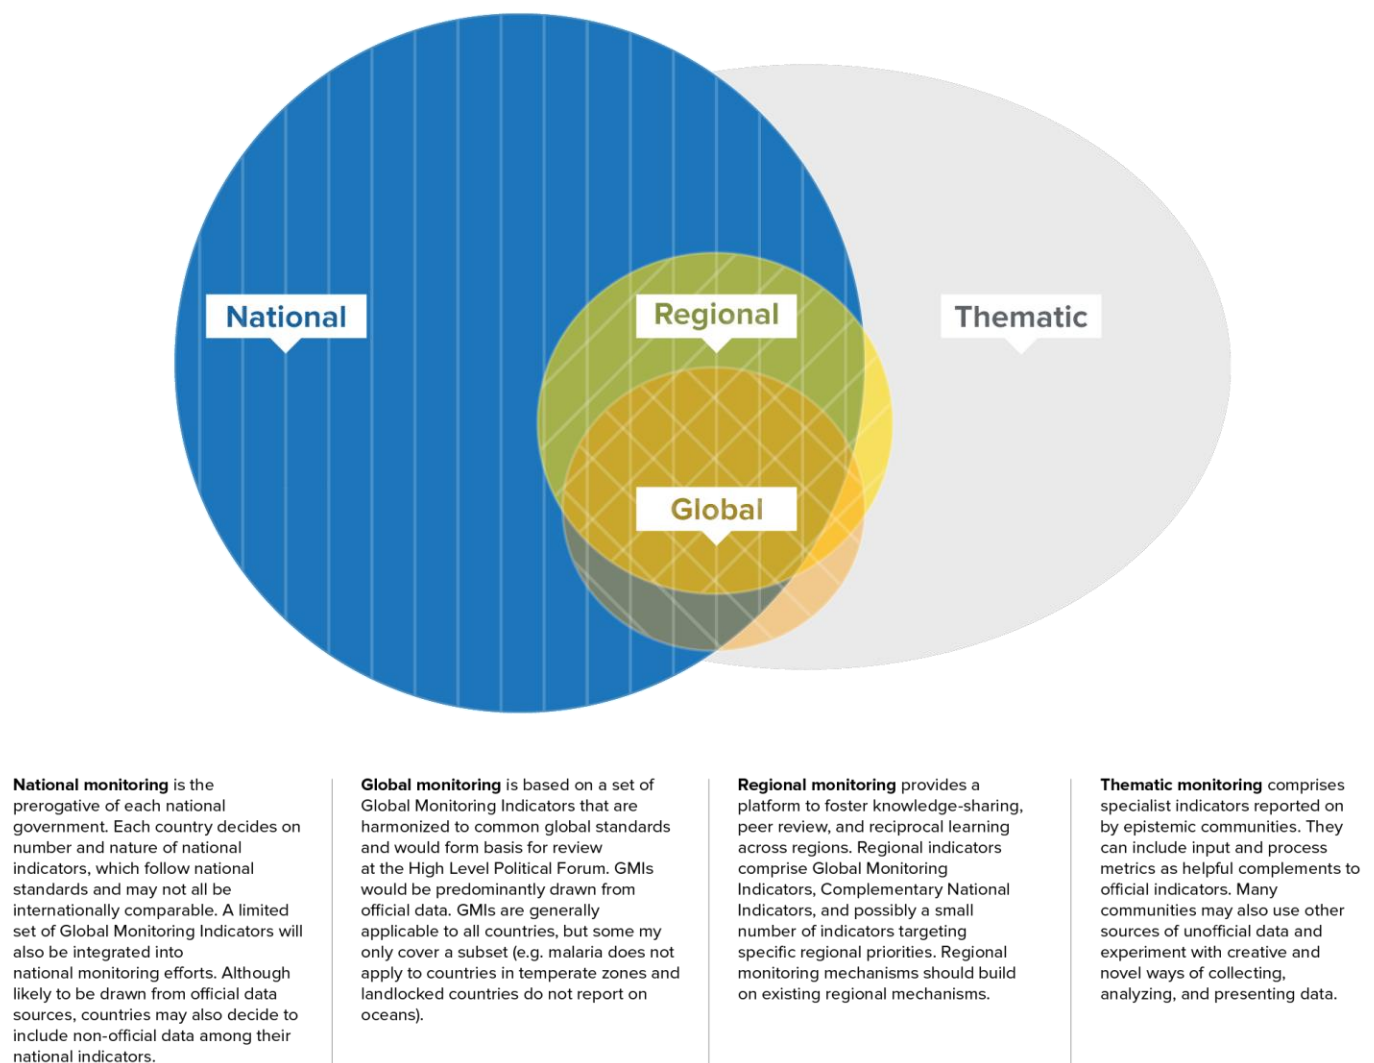 National
Regional
Thematic
Global
National monitoring is the
prerogative of each national
government. Each country decides on
number and nature of national
indicators, which follow national
standards and may not all be
internationally comparable. A limited
set of Global Monitoring Indicators will
also be integrated into
national monitoring efforts. Although
likely to be drawn from official data
sources, countries may also decide to
include non-official data among their
national indicators.
Global monitoring is based on a set of
Global Monitoring Indicators that are
harmonized to common global standards
and would form basis for review
at the High Level Political Forum. GMIs
would be predominantly drawn from
official data. GMIs are generally
applicable to all countries, but some my
only cover a subset (e.g. malaria does not
apply to countries in temperate zones and
landlocked countries do not report on
oceans).
Regional monitoring provides a
platform to foster knowledge-sharing,
peer review, and reciprocal learning
across regions. Regional indicators
comprise Global Monitoring
Indicators, Complementary National
Indicators, and possibly a small
number of indicators targeting
specific regional priorities. Regional
monitoring mechanisms should build
on existing regional mechanisms.
Thematic monitoring comprises
specialist indicators reported on
by epistemic communities. They
can include input and process
metrics as helpful complements to
official indicators. Many
communities may also use other
sources of unofficial data and
experiment with creative and
novel ways of collecting,
analyzing, and presenting data.